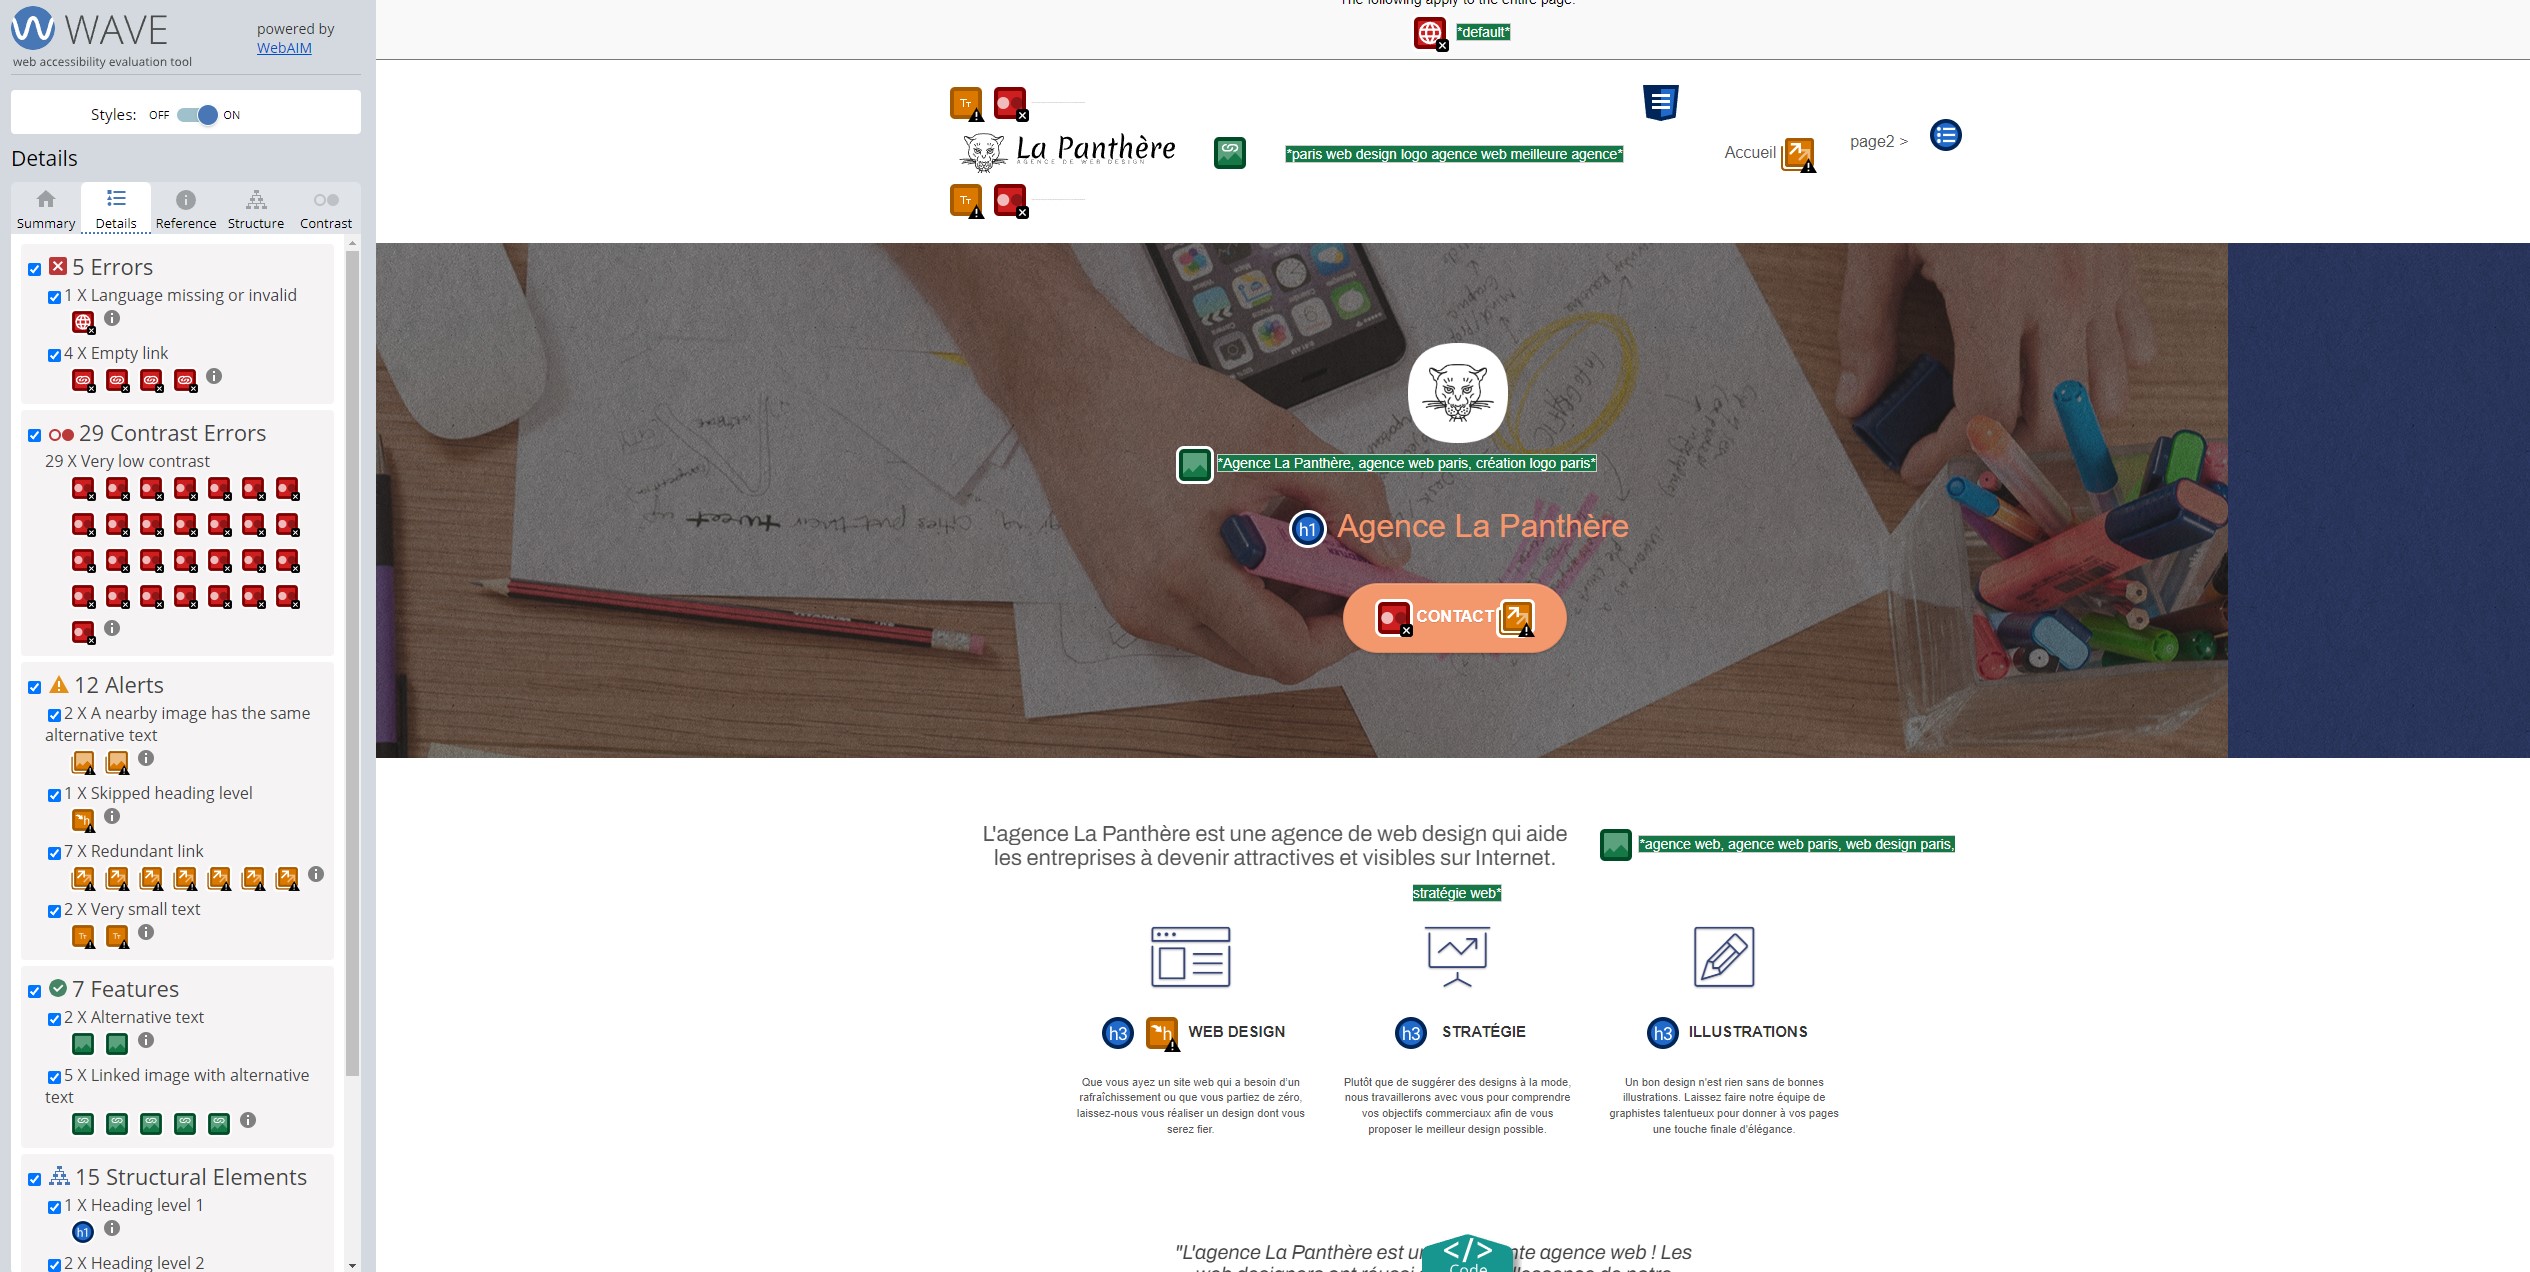 WAVE
powered by
WebAIM
web accessibility evaluation tool
Styles: OFF ON
Details
Summary Details Reference Structure Contrast
5 Errors
1 X Language missing or invalid
4 X Empty link
29 Contrast Errors
29 X Very low contrast
12 Alerts
2 X A nearby image has the same
alternative text
1 X Skipped heading level
7 X Redundant link
2 X Very small text
7 Features
2 X Alternative text
5 X Linked image with alternative
text
15 Structural Elements
1 X Heading level 1
h1
2 X Heading level 2
The following apply to the entire page:
*default*
La Panthère
AGENCE DE WEB DESIGN
*paris web design logo agence web meilleure agence*
Accueil
page2 >
*Agence La Panthère, agence web paris, création logo paris*
h1 Agence La Panthère
CONTACT
L'agence La Panthère est une agence de web design qui aide
les entreprises à devenir attractives et visibles sur Internet.
*agence web, agence web paris, web design paris,
stratégie web*
h3 WEB DESIGN
Que vous ayez un site web qui a besoin d'un
rafraîchissement ou que vous partiez de zéro,
laissez-nous vous réaliser un design dont vous
serez fier.
h3 STRATÉGIE
Plutôt que de suggérer des designs à la mode,
nous travaillerons avec vous pour comprendre
vos objectifs commerciaux afin de vous
proposer le meilleur design possible.
h3 ILLUSTRATIONS
Un bon design n'est rien sans de bonnes
illustrations. Laissez faire notre équipe de
graphistes talentueux pour donner à vos pages
une touche finale d'élégance.
"L'agence La Panthère est agence web ! Les
</> Code